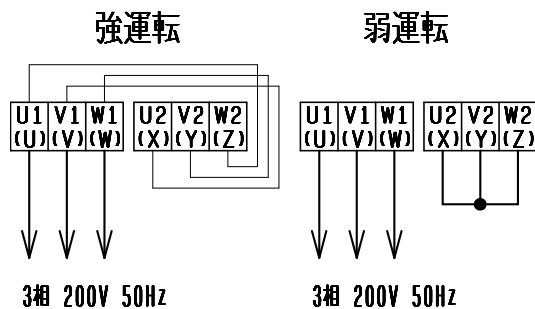 強運転 弱運転
U1 V1 W1 U2 V2 W2 U1 V1 W1 U2 V2 W2
(U) (V) (W) (X) (Y) (Z) (U) (V) (W) (X) (Y) (Z)
3相 200V 50Hz 3相 200V 50Hz